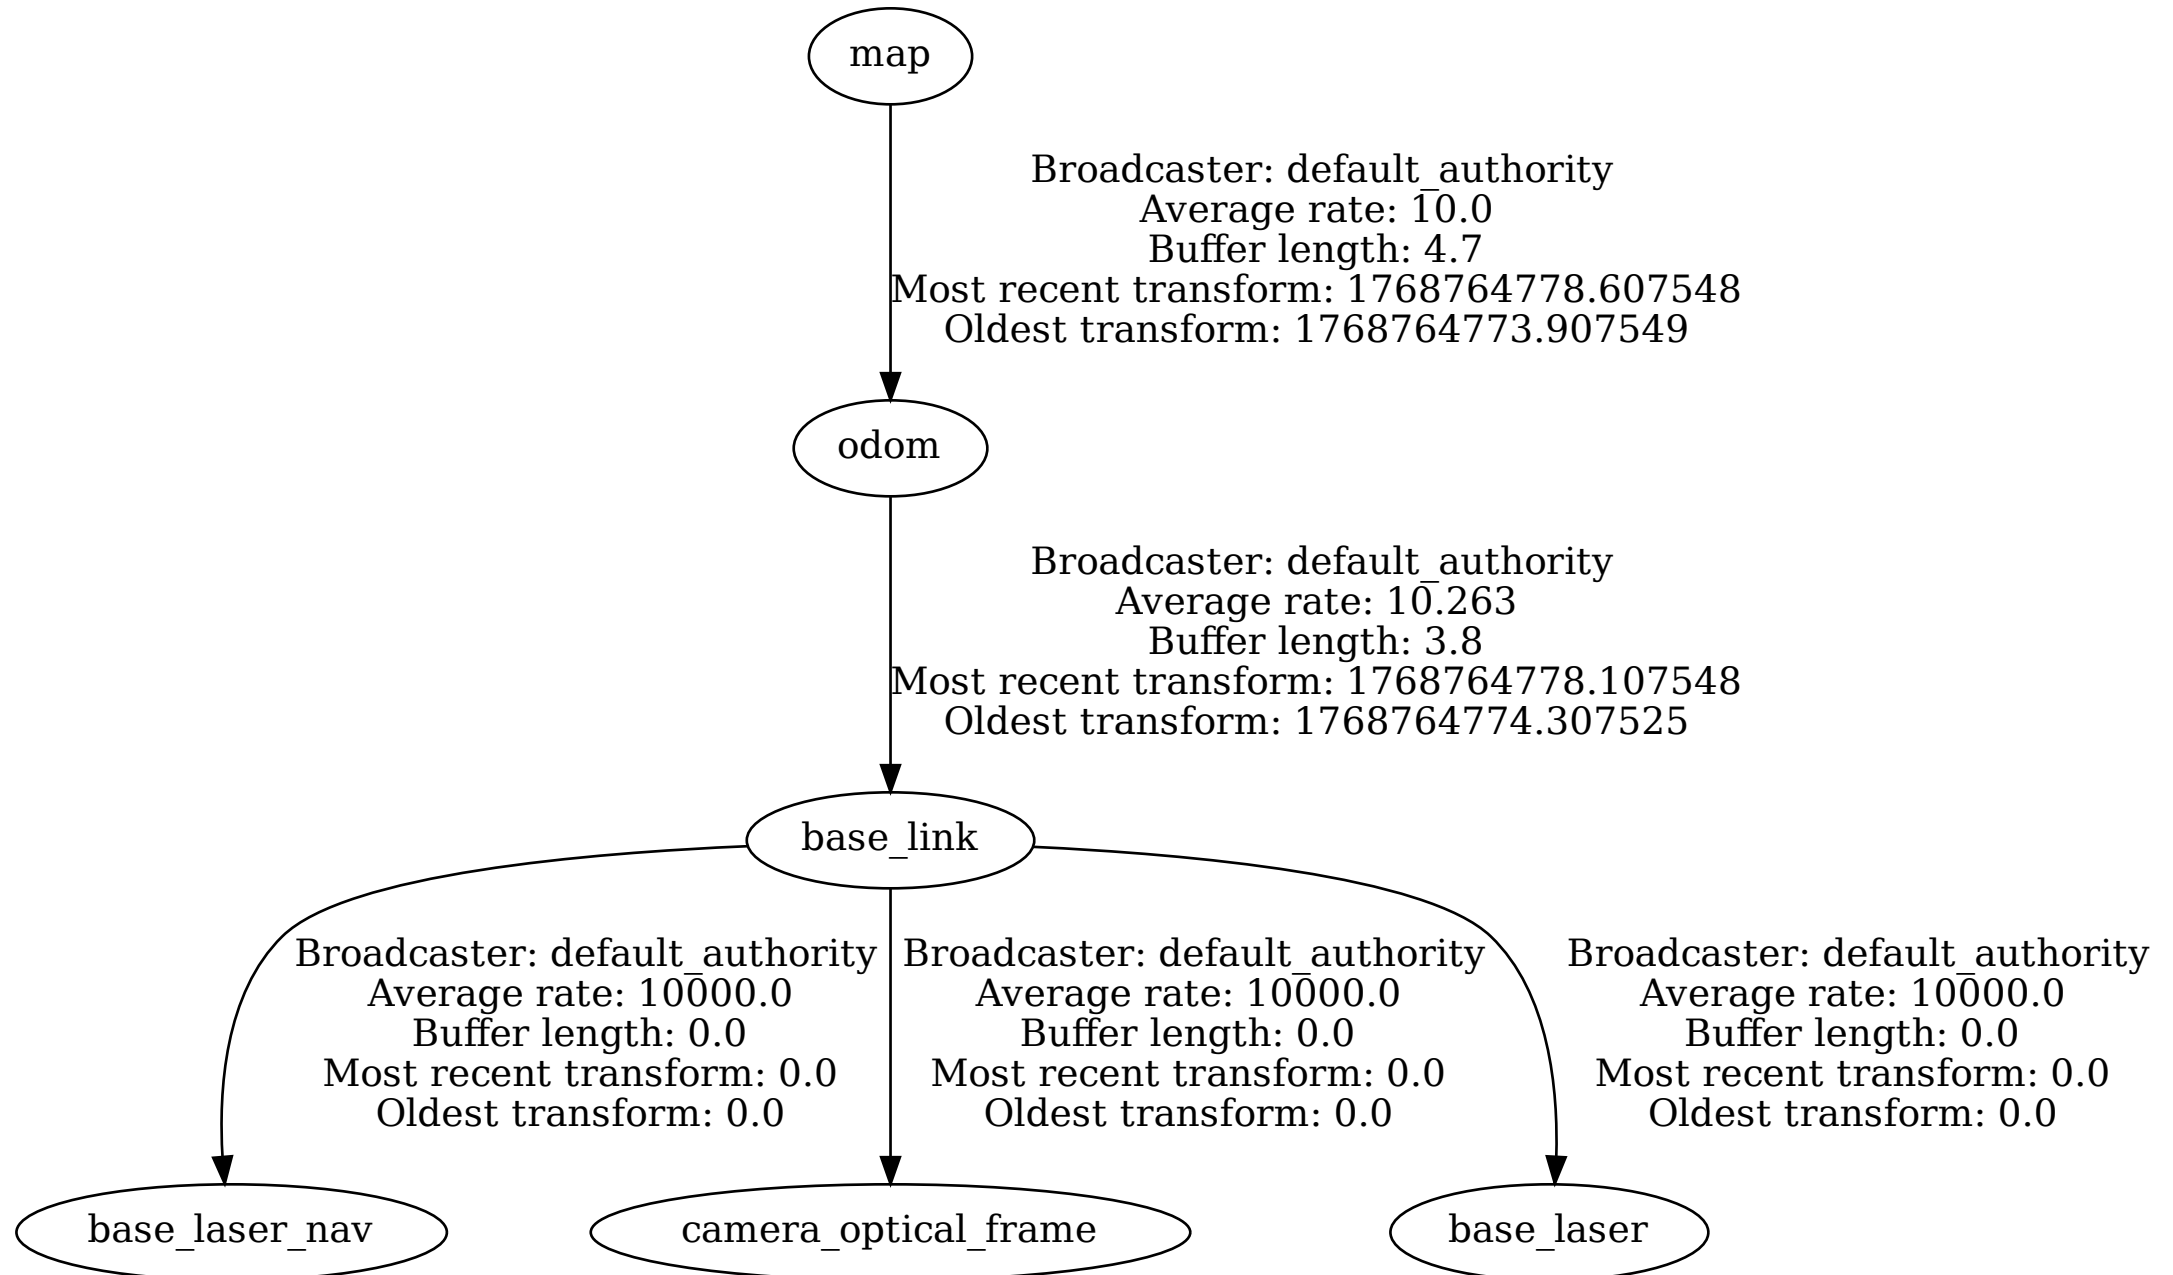 map
Broadcaster: default_authority
Average rate: 10.0
Buffer length: 4.7
Most recent transform: 1768764778.607548
Oldest transform: 1768764773.907549
odom
Broadcaster: default_authority
Average rate: 10.263
Buffer length: 3.8
Most recent transform: 1768764778.107548
Oldest transform: 1768764774.307525
base_link
Broadcaster: default_authority
Average rate: 10000.0
Buffer length: 0.0
Most recent transform: 0.0
Oldest transform: 0.0
Broadcaster: default_authority
Average rate: 10000.0
Buffer length: 0.0
Most recent transform: 0.0
Oldest transform: 0.0
Broadcaster: default_authority
Average rate: 10000.0
Buffer length: 0.0
Most recent transform: 0.0
Oldest transform: 0.0
base_laser_nav
camera_optical_frame
base_laser